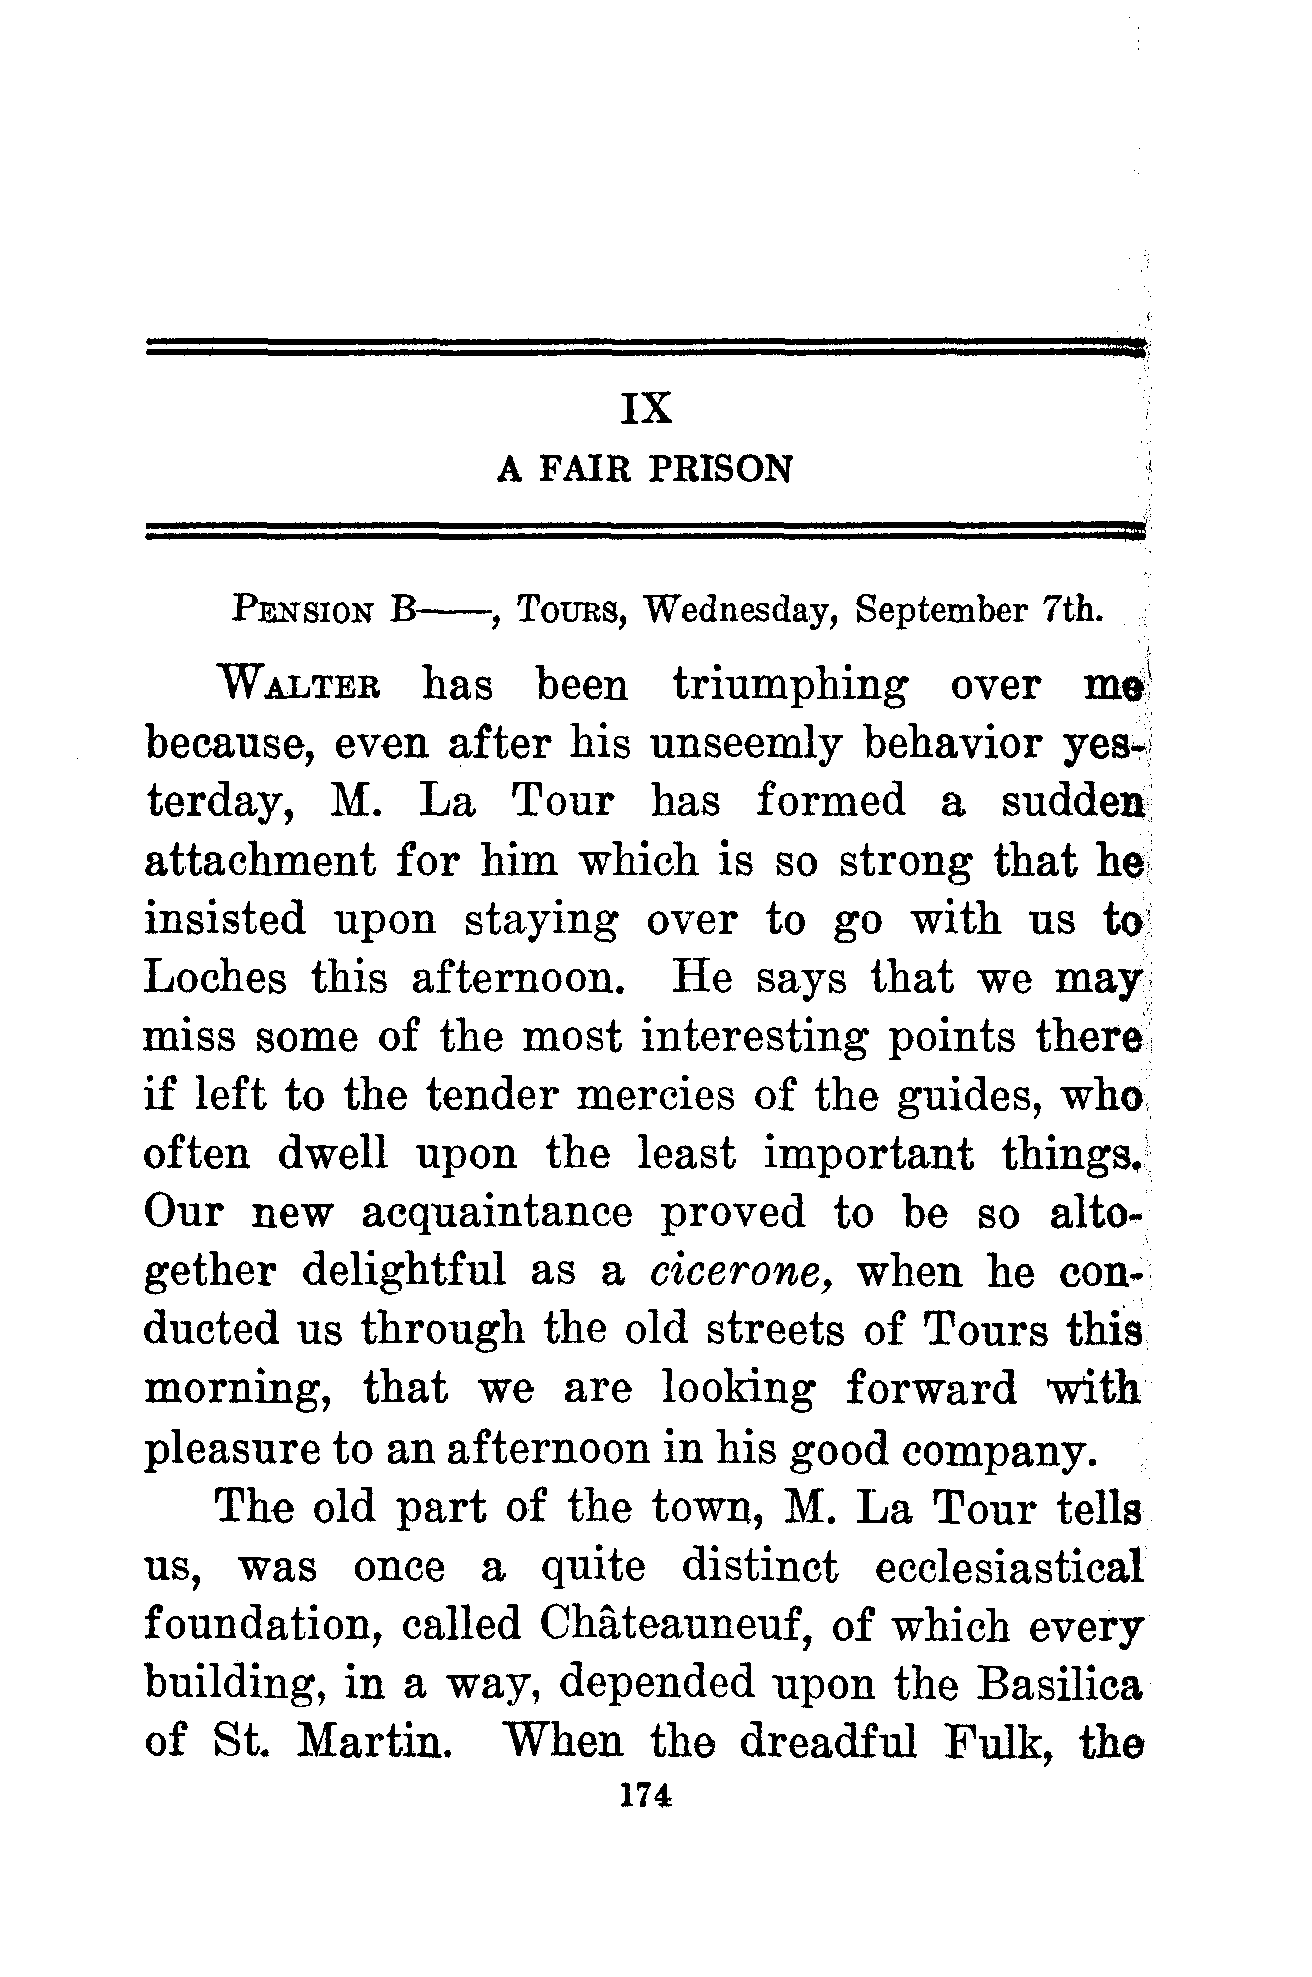 IX
A FAIR PRISON
Pension B——, Tours, Wednesday, September 7th.
Walter has been triumphing over me
because, even after his unseemly behavior yes-
terday, M. La Tour has formed a sudden
attachment for him which is so strong that he
insisted upon staying over to go with us to
Loches this afternoon. He says that we may
miss some of the most interesting points there
if left to the tender mercies of the guides, who
often dwell upon the least important things.
Our new acquaintance proved to be so alto-
gether delightful as a cicerone, when he con-
ducted us through the old streets of Tours this
morning, that we are looking forward with
pleasure to an afternoon in his good company.
The old part of the town, M. La Tour tells
us, was once a quite distinct ecclesiastical
foundation, called Châteauneuf, of which every
building, in a way, depended upon the Basilica
of St. Martin. When the dreadful Fulk, the
174